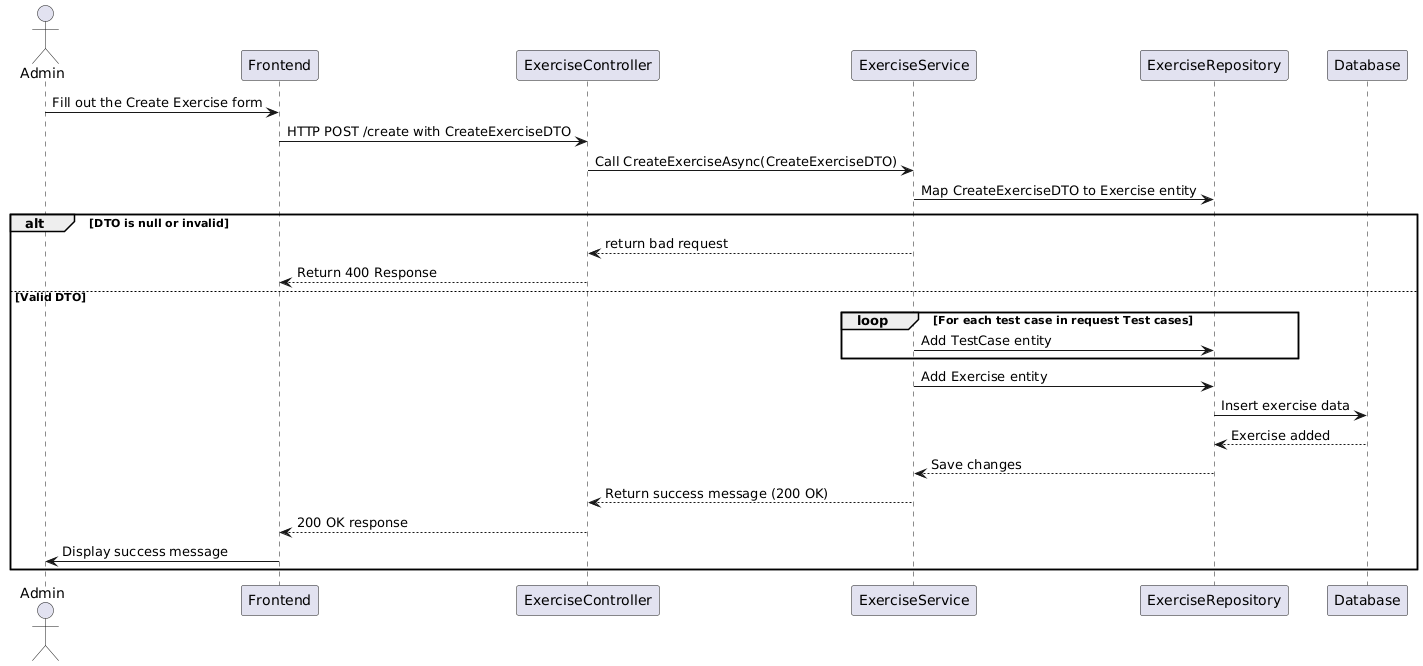 Admin
Frontend
ExerciseController
ExerciseService
ExerciseRepository
Database
Fill out the Create Exercise form
HTTP POST /create with CreateExerciseDTO
Call CreateExerciseAsync(CreateExerciseDTO)
Map CreateExerciseDTO to Exercise entity
alt
[DTO is null or invalid]
return bad request
Return 400 Response
[Valid DTO]
loop
[For each test case in request Test cases]
Add TestCase entity
Add Exercise entity
Insert exercise data
Exercise added
Save changes
Return success message (200 OK)
200 OK response
Display success message
Admin
Frontend
ExerciseController
ExerciseService
ExerciseRepository
Database